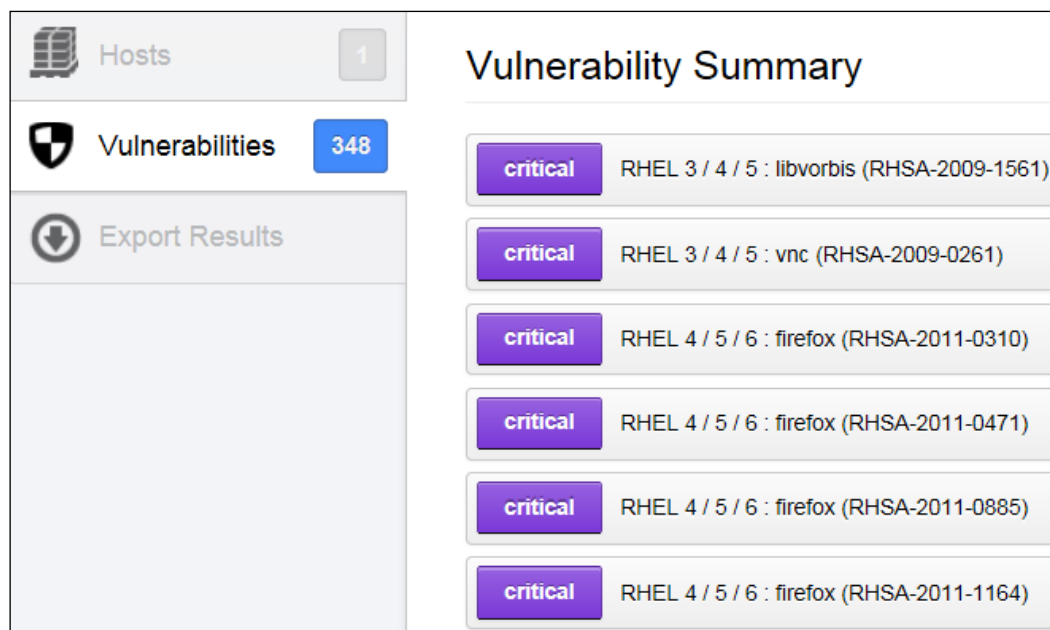 Hosts 1
Vulnerabilities 348
Export Results
Vulnerability Summary
critical RHEL 3 / 4 / 5 : libvorbis (RHSA-2009-1561)
critical RHEL 3 / 4 / 5 : vnc (RHSA-2009-0261)
critical RHEL 4 / 5 / 6 : firefox (RHSA-2011-0310)
critical RHEL 4 / 5 / 6 : firefox (RHSA-2011-0471)
critical RHEL 4 / 5 / 6 : firefox (RHSA-2011-0885)
critical RHEL 4 / 5 / 6 : firefox (RHSA-2011-1164)